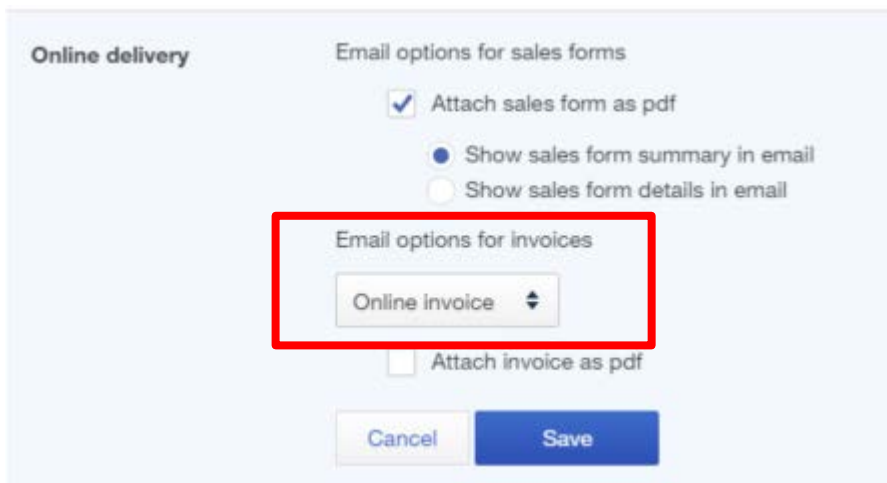 Online delivery
Email options for sales forms
Attach sales form as pdf
Show sales form summary in email
Show sales form details in email
Email options for invoices
Online invoice
Attach invoice as pdf
Cancel
Save